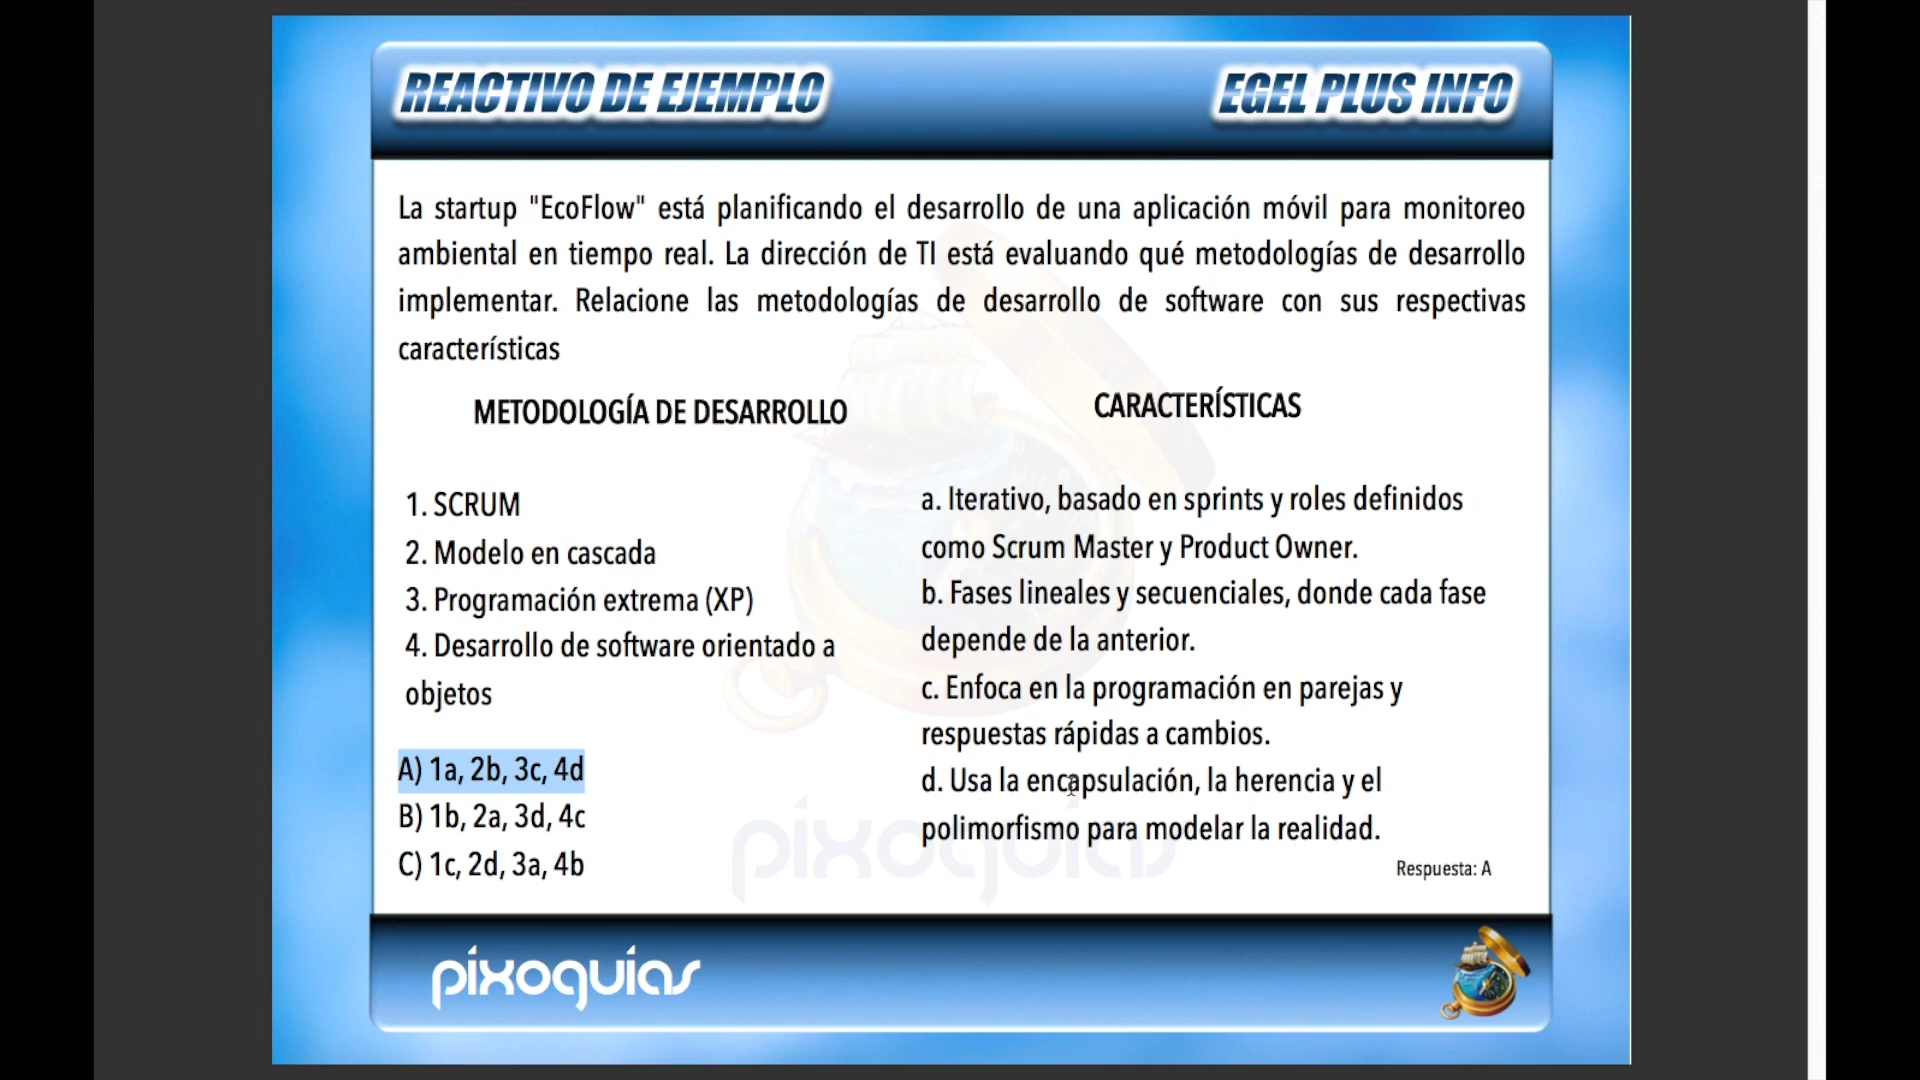 REACTIVO DE EJEMPLO
EGEL PLUS INFO
La startup "EcoFlow" está planificando el desarrollo de una aplicación móvil para monitoreo
ambiental en tiempo real. La dirección de TI está evaluando qué metodologías de desarrollo
implementar. Relacione las metodologías de desarrollo de software con sus respectivas
características
METODOLOGÍA DE DESARROLLO
1. SCRUM
2. Modelo en cascada
3. Programación extrema (XP)
4. Desarrollo de software orientado a
objetos
CARACTERÍSTICAS
a. Iterativo, basado en sprints y roles definidos
como Scrum Master y Product Owner.
b. Fases lineales y secuenciales, donde cada fase
depende de la anterior.
c. Enfoca en la programación en parejas y
respuestas rápidas a cambios.
d. Usa la encapsulación, la herencia y el
polimorfismo para modelar la realidad.
A) 1a, 2b, 3c, 4d
B) 1b, 2a, 3d, 4c
C) 1c, 2d, 3a, 4b
Respuesta: A
pixoguías
pixoguías